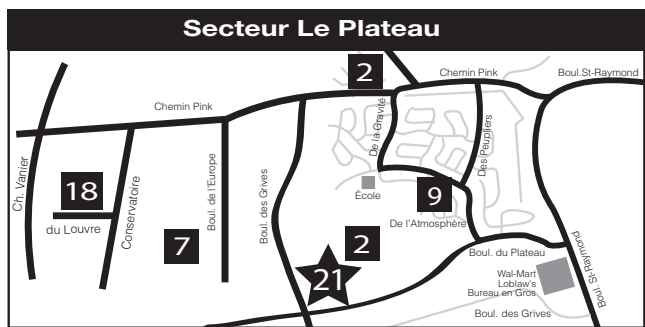 Secteur Le Plateau
2
Chemin Pink
Boul.St-Raymond
Chemin Pink
De la Gravité
Des Peupliers
Ch. Vanier
18
du Louvre
Conservatoire
Boul. de l'Europe
7
Boul. des Grives
École
9
De l'Atmosphère
2
21
Boul. du Plateau
Wal-Mart
Loblaw's
Bureau en Gros
Boul. St-Raymond
Boul. des Grives